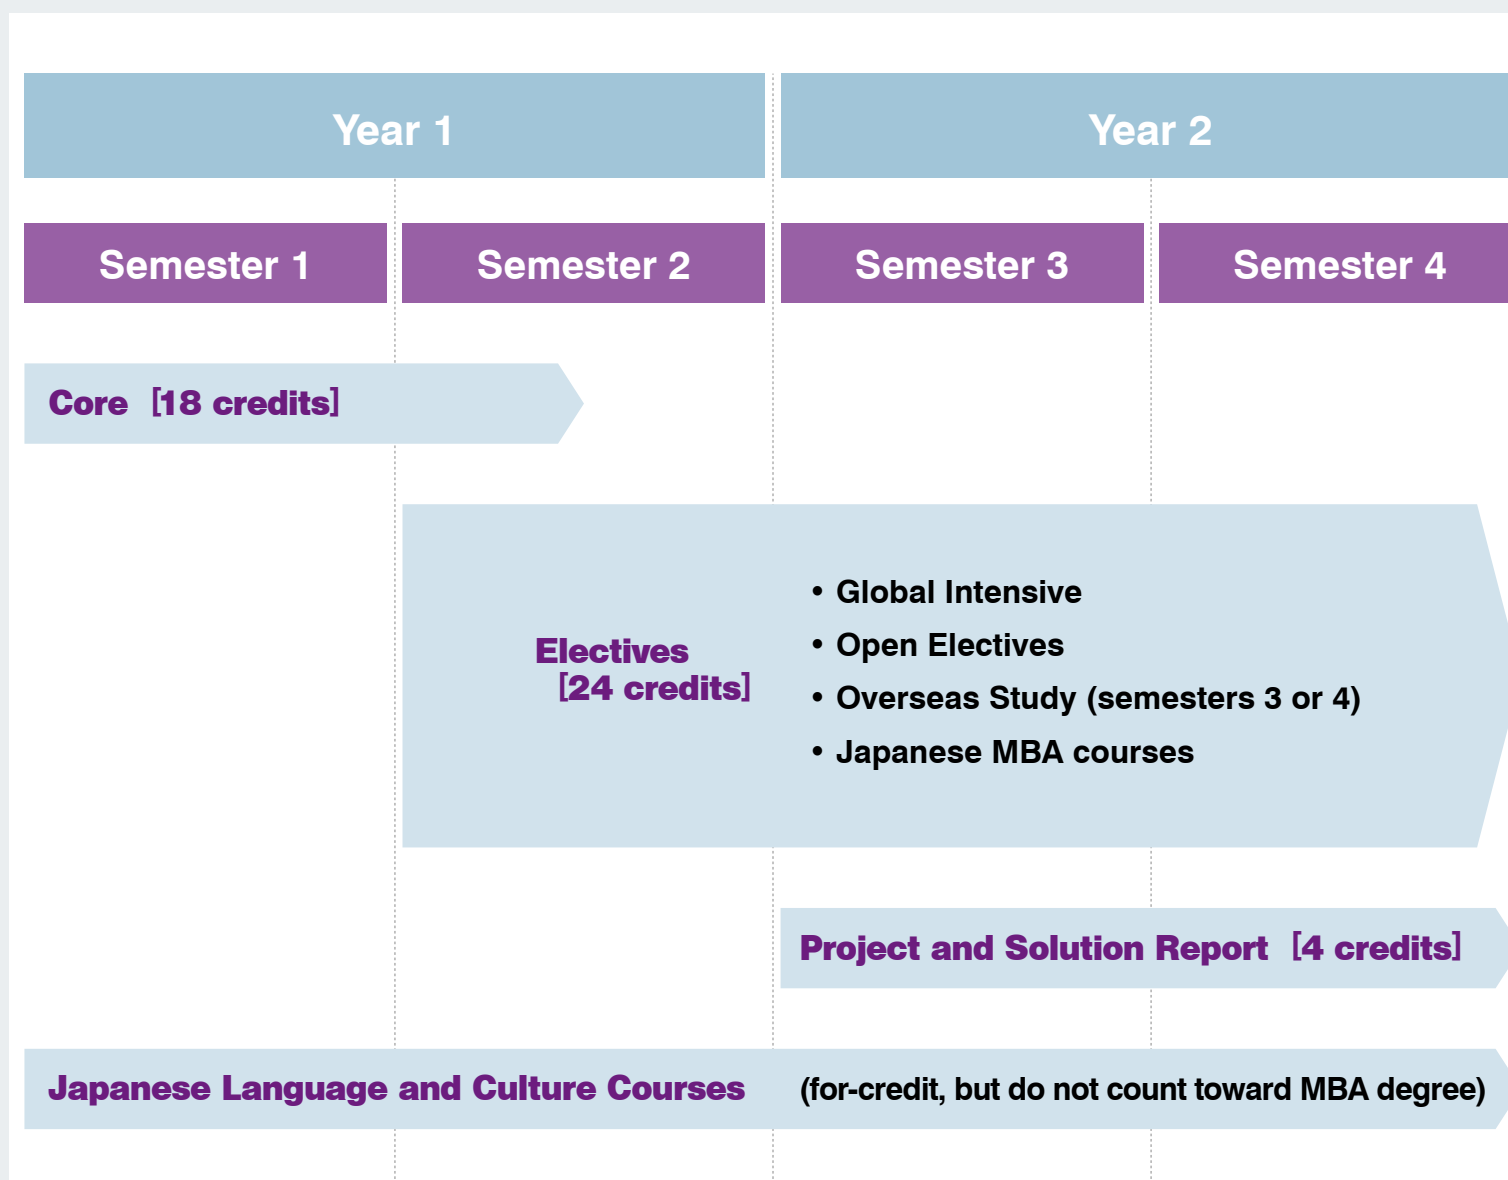 Year 1
Year 2
Semester 1
Semester 2
Semester 3
Semester 4
Core [18 credits]
Electives
[24 credits]
• Global Intensive
• Open Electives
• Overseas Study (semesters 3 or 4)
• Japanese MBA courses
Project and Solution Report [4 credits]
Japanese Language and Culture Courses (for-credit, but do not count toward MBA degree)